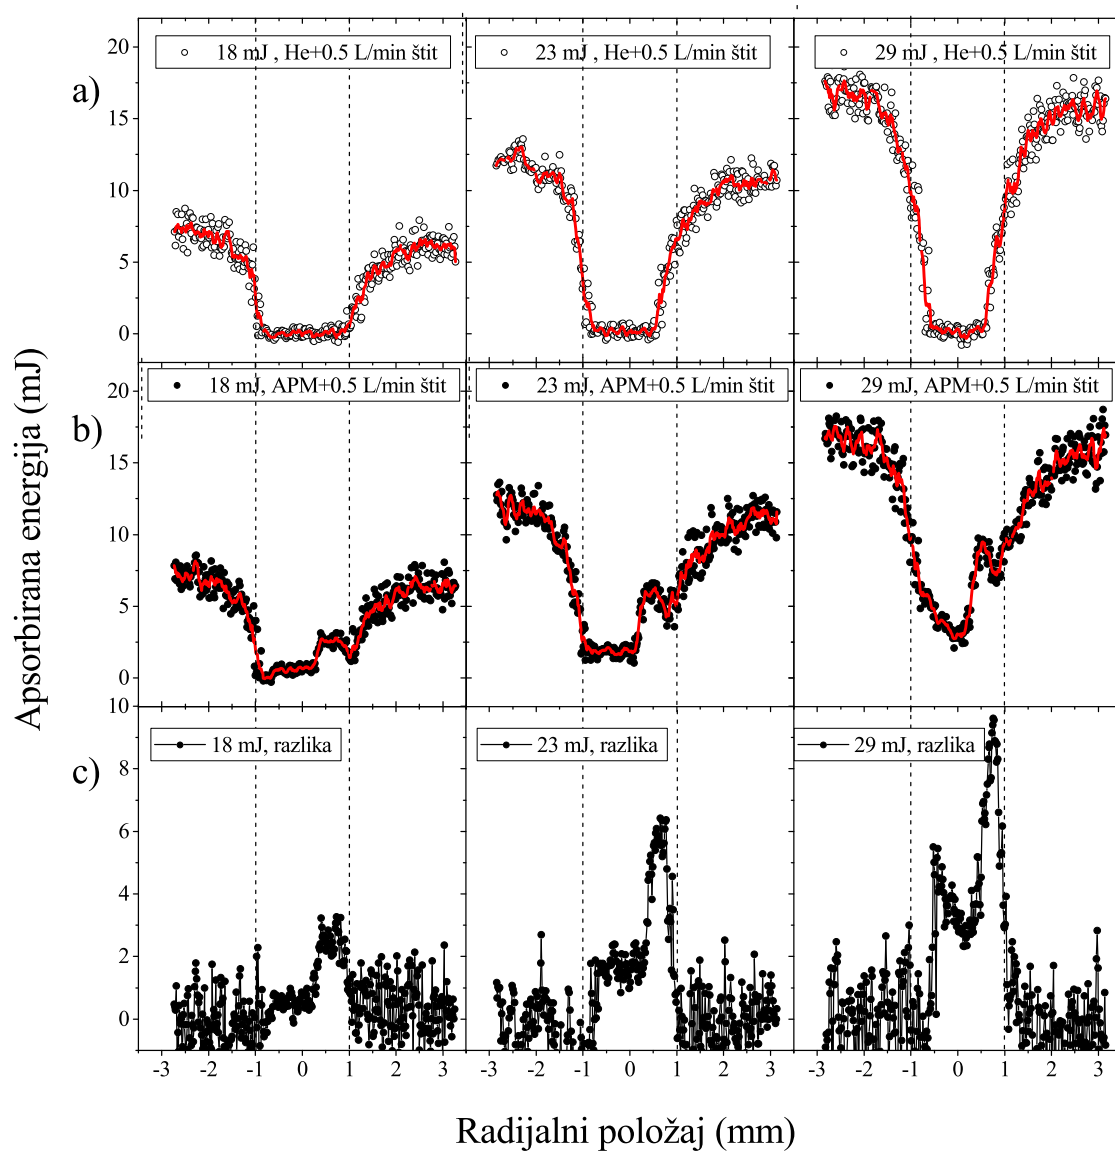 18 mJ , He+0.5 L/min štit
23 mJ , He+0.5 L/min štit
29 mJ , He+0.5 L/min štit
a)
20
15
10
5
0
18 mJ, APM+0.5 L/min štit
23 mJ, APM+0.5 L/min štit
29 mJ, APM+0.5 L/min štit
b)
20
15
10
5
0
Apsorbirana energija (mJ)
18 mJ, razlika
23 mJ, razlika
29 mJ, razlika
c)
10
8
6
4
2
0
-3 -2 -1 0 1 2 3
-3 -2 -1 0 1 2 3
-3 -2 -1 0 1 2 3
Radijalni položaj (mm)